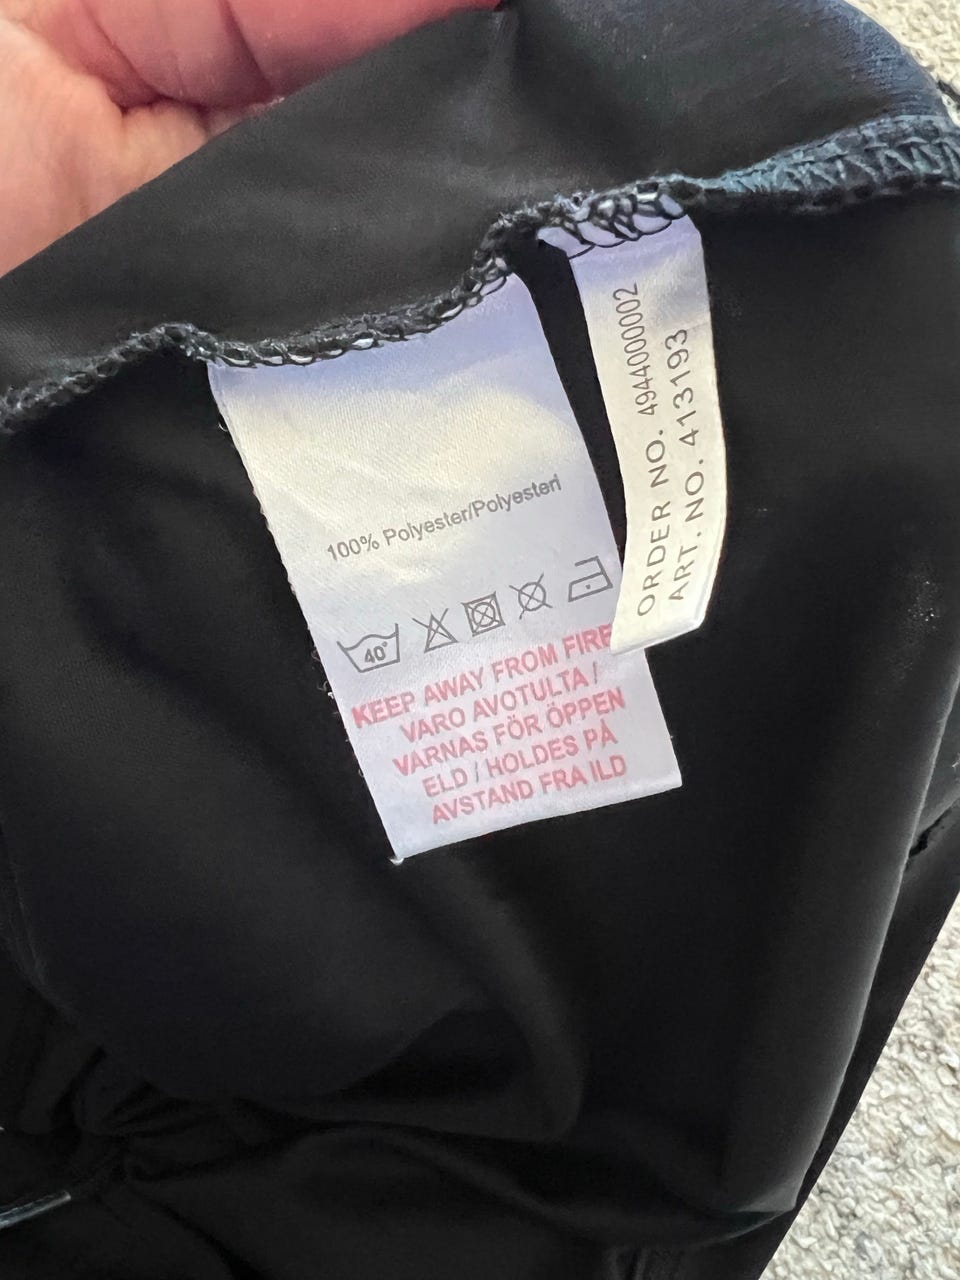 100% Polyester/Polyesteri
40°
KEEP AWAY FROM FIRE
VARO AVOTULTA /
VARNAS FÖR ÖPPEN
ELD / HOLDES PÅ
AVSTAND FRA ILD
ORDER NO. 4944000002
ART. NO. 413193